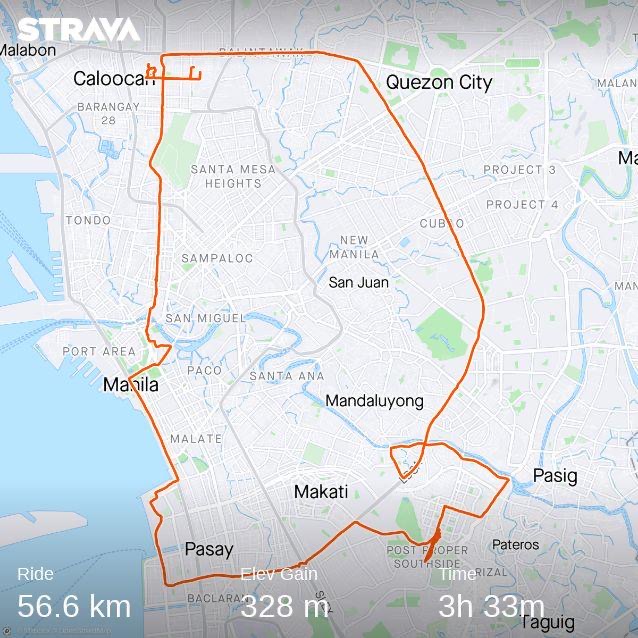 STRAVA
Malabon
BALINTAWAK
Caloocan
Quezon City
BARANGAY
28
SANTA MESA
HEIGHTS
PROJECT 3
PROJECT 4
TONDO
CUBAO
NEW
MANILA
SAMPALOC
San Juan
SAN MIGUEL
PORT AREA
PACO
SANTA ANA
Manila
Mandaluyong
MALATE
Pasig
Makati
Pasay
POST PROPER
SOUTHSIDE
Pateros
RIZAL
BACLARAN
Taguig
Ride
Elev Gain
Time
56.6 km
328 m
3h 33m